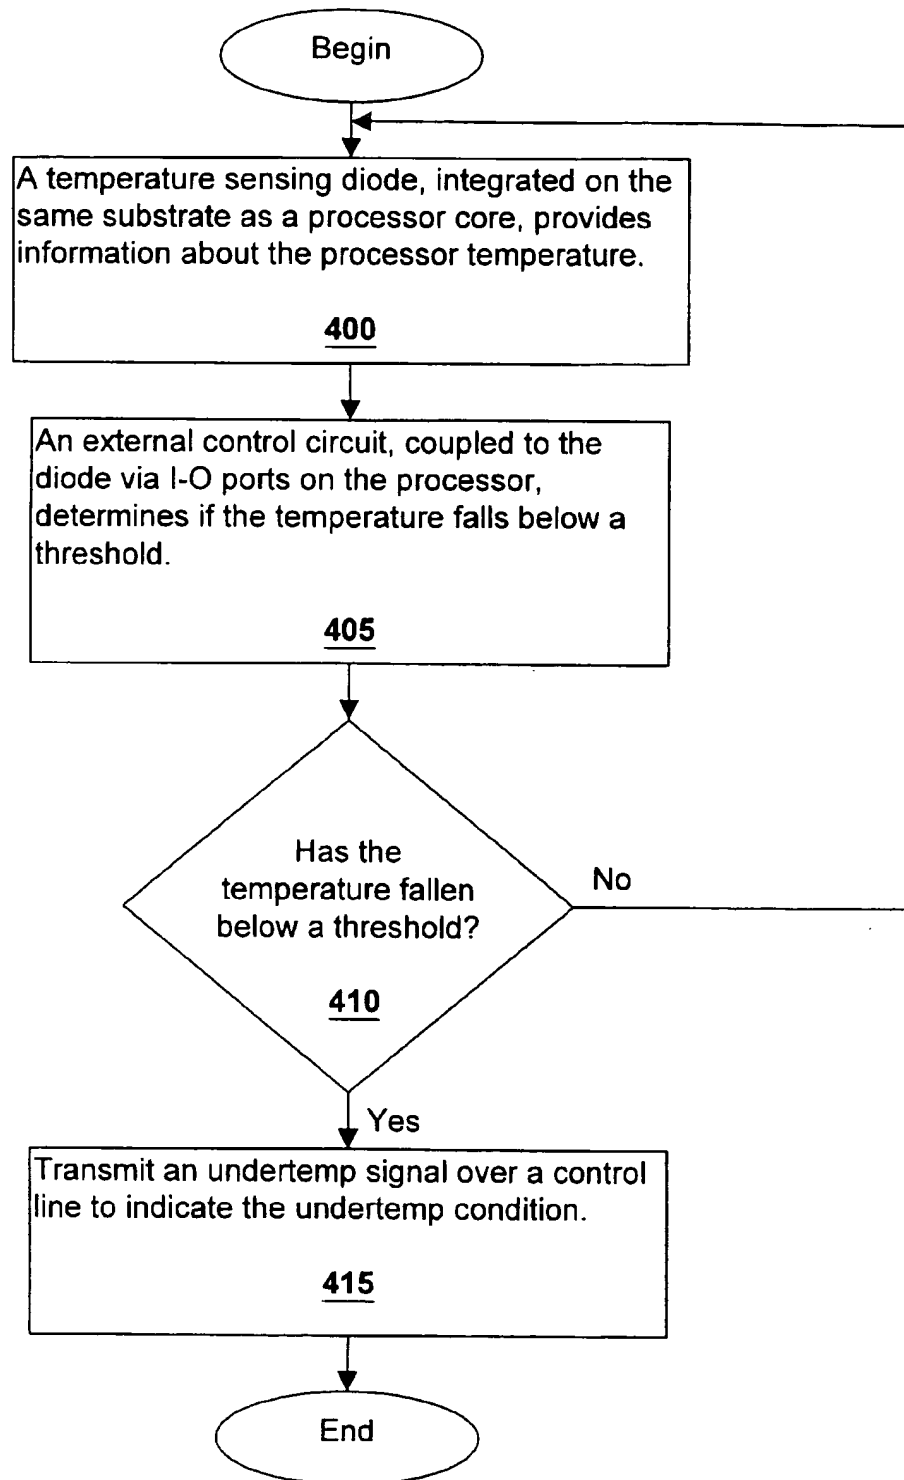 Begin
A temperature sensing diode, integrated on the
same substrate as a processor core, provides
information about the processor temperature.
400
An external control circuit, coupled to the
diode via I-O ports on the processor,
determines if the temperature falls below a
threshold.
405
Has the
temperature fallen
below a threshold?
410
No
Yes
Transmit an undertemp signal over a control
line to indicate the undertemp condition.
415
End